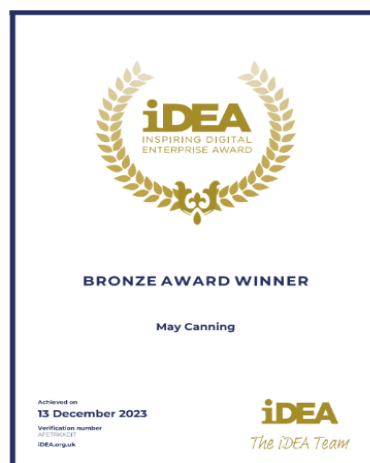 iDEA
INSPIRING DIGITAL
ENTERPRISE AWARD
BRONZE AWARD WINNER
May Canning
Achieved on
13 December 2023
Verification number
iDEA.org.uk
iDEA
The iDEA Team